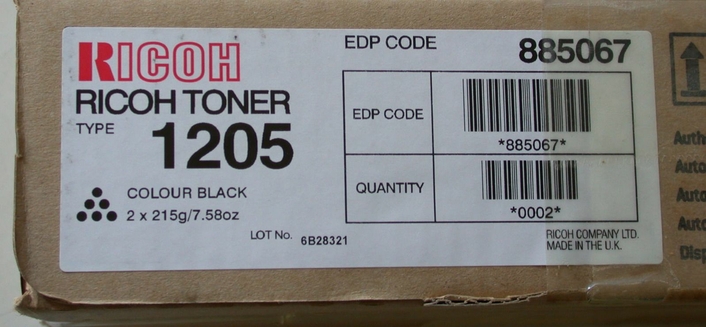 RICOH
RICOH TONER
TYPE 1205
COLOUR BLACK
2 x 215g/7.58oz
LOT No. 6B28321
EDP CODE 885067
EDP CODE
*885067*
QUANTITY
*0002*
RICOH COMPANY LTD.
MADE IN THE U.K.